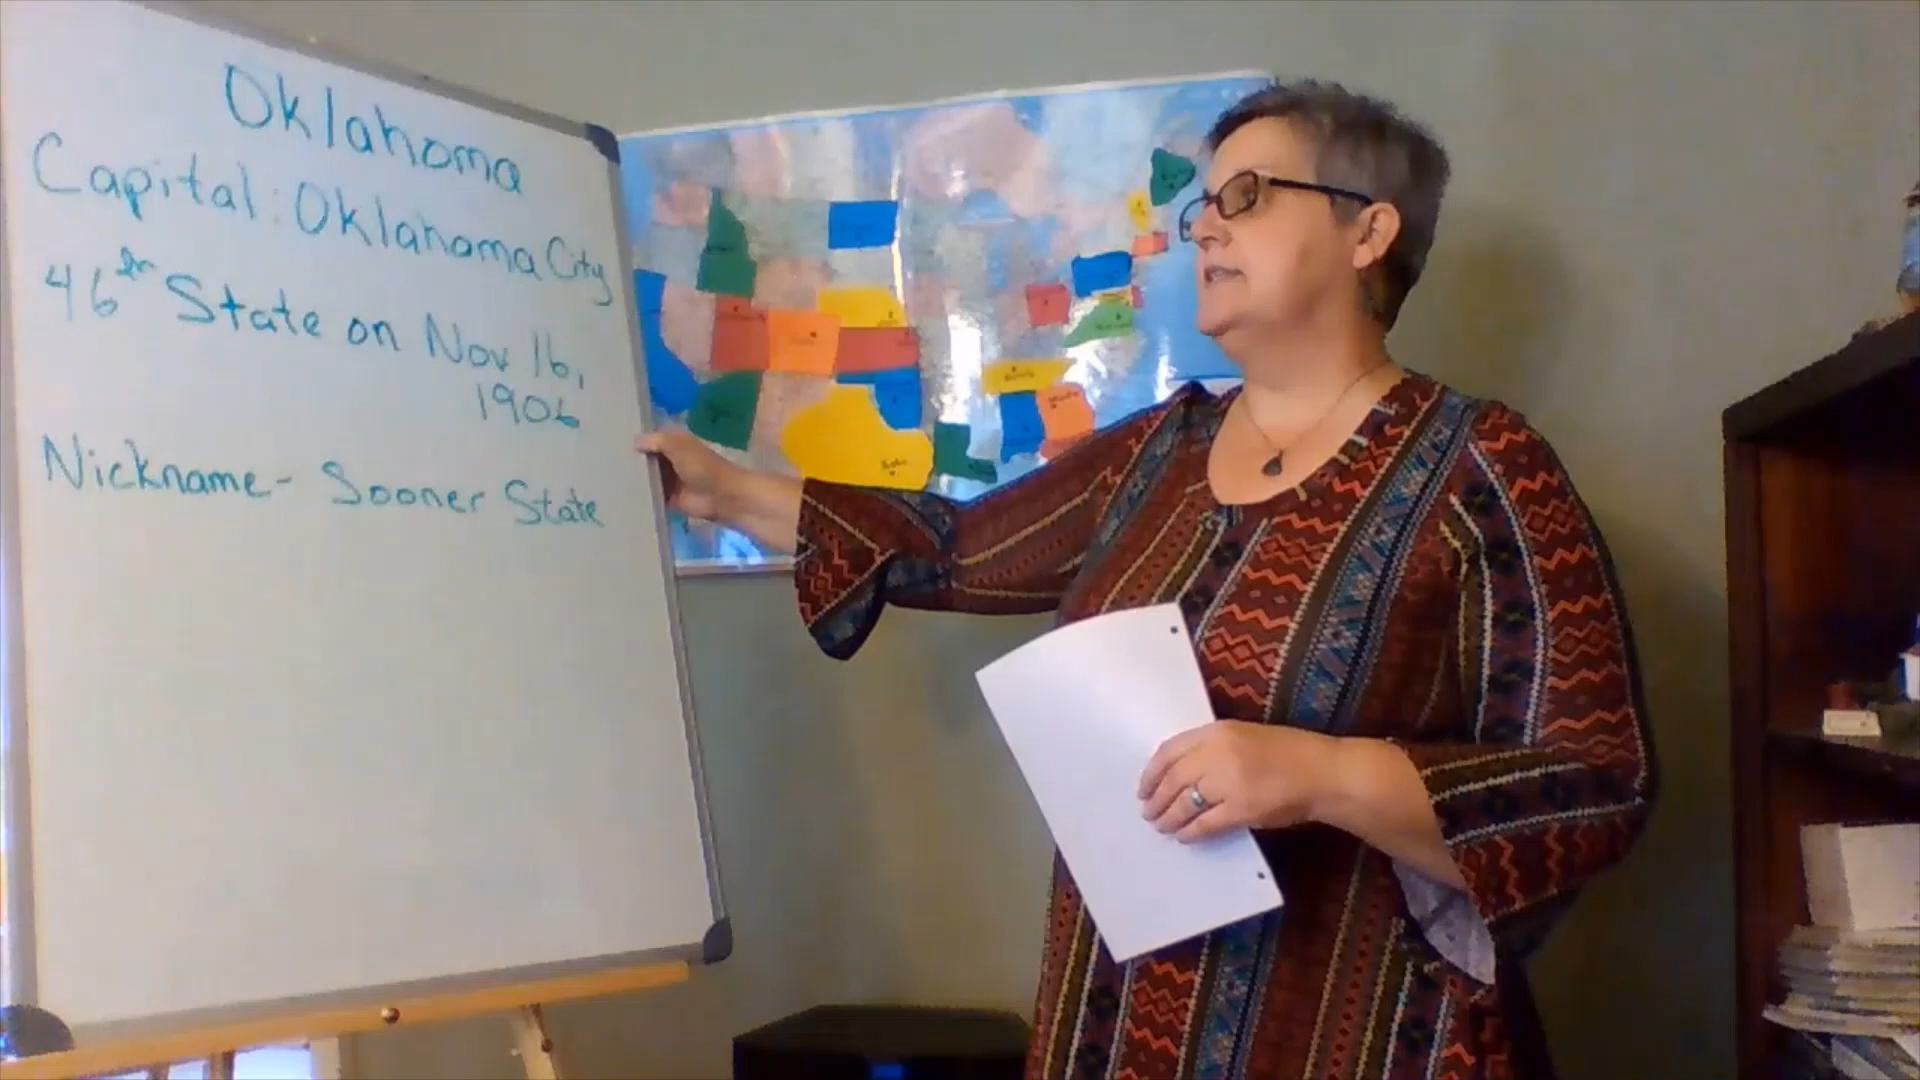 Oklahoma
Capital: Oklahoma City
46th State on Nov 16,
1906
Nickname- Sooner State